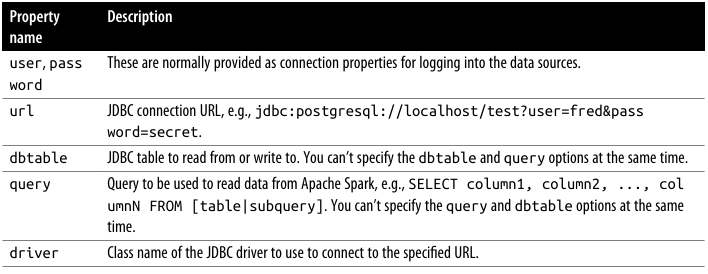 Property Description
name
user, pass These are normally provided as connection properties for logging into the data sources.
word
url JDBC connection URL, e.g., jdbc:postgresql://localhost/test?user=fred&pass
word=secret.
dbtable JDBC table to read from or write to. You can’t specify the dbtable and query options at the same time.
query Query to be used to read data from Apache Spark, e.g., SELECT column1, column2, ..., col
umnN FROM [table|subquery]. You can’t specify the query and dbtable options at the same
time.
driver Class name of the JDBC driver to use to connect to the specified URL.